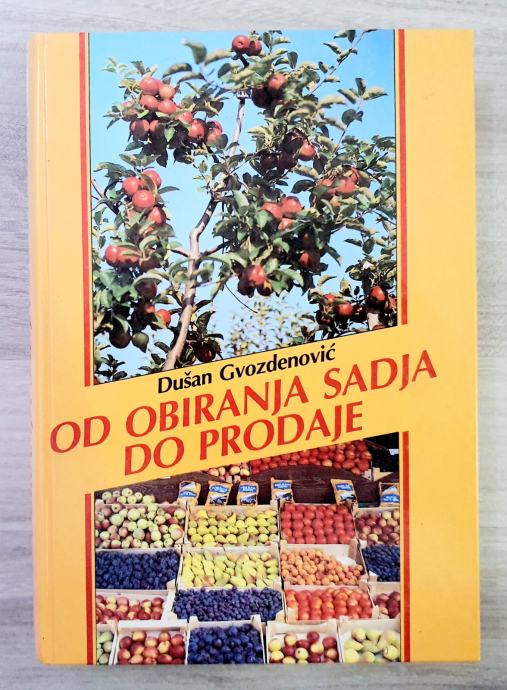 Dušan Gvozdenović
OD OBIRANJA SADJA
DO PRODAJE